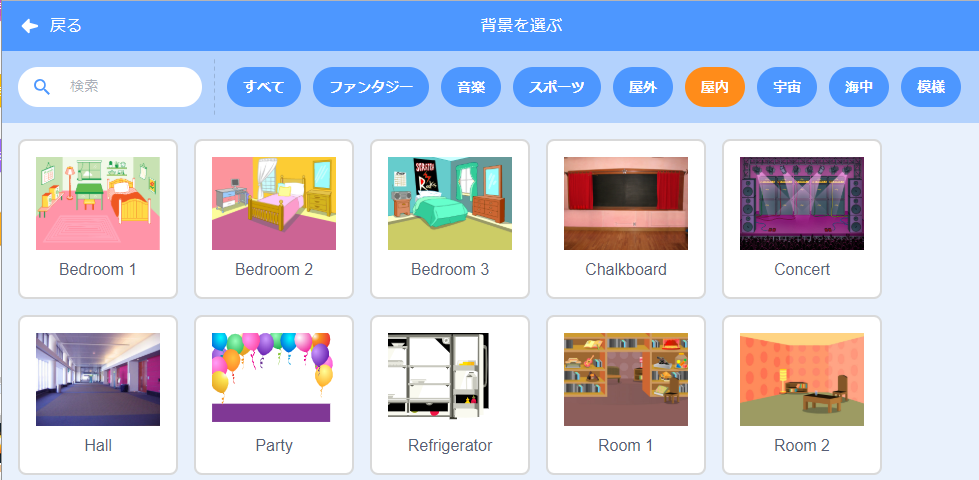 戻る
背景を選ぶ
検索
すべて
ファンタジー
音楽
スポーツ
屋外
屋内
宇宙
海中
模様
Bedroom 1
Bedroom 2
SCRATCH
Rocks
Bedroom 3
Chalkboard
Concert
Hall
Party
Refrigerator
Room 1
Room 2